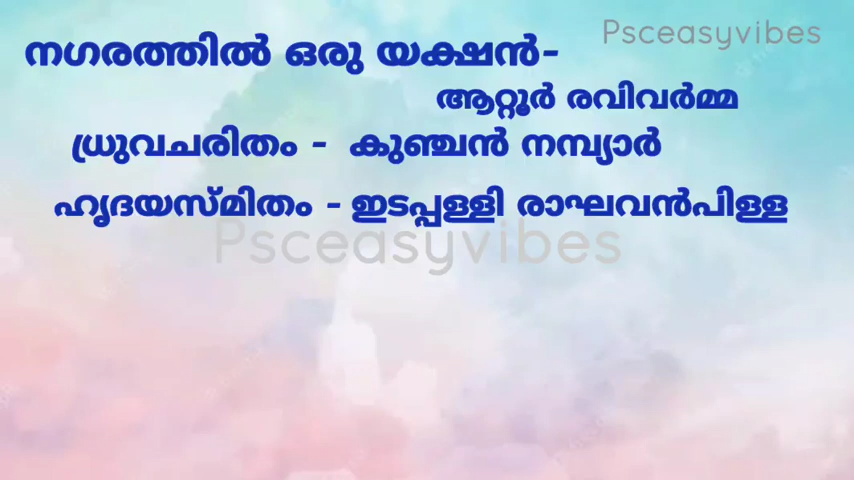 Psceasyvibes
നഗരത്തിൽ ഒരു യക്ഷൻ-
ആറ്റൂർ രവിവർമ്മ
ധ്രുവചരിതം - കുഞ്ചൻ നമ്പ്യാർ
ഹൃദയസ്മിതം - ഇടപ്പള്ളി രാഘവൻപിള്ള
Psceasyvibes